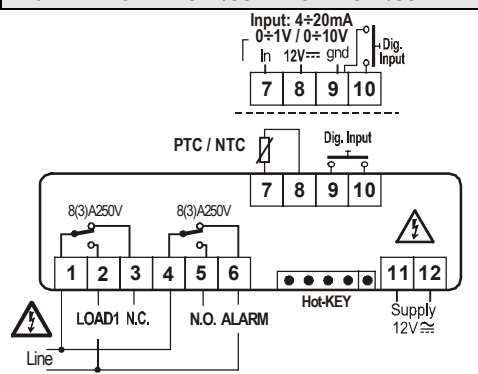 Input: 4÷20mA
0÷1V / 0÷10V
In 12V⎓ gnd
Dig.
Input
7 8 9 10
PTC / NTC
Dig. Input
7 8 9 10
8(3)A250V 8(3)A250V
1 2 3 4 5 6 11 12
LOAD1 N.C. N.O. ALARM
Hot-KEY
Supply
12V≂
Line